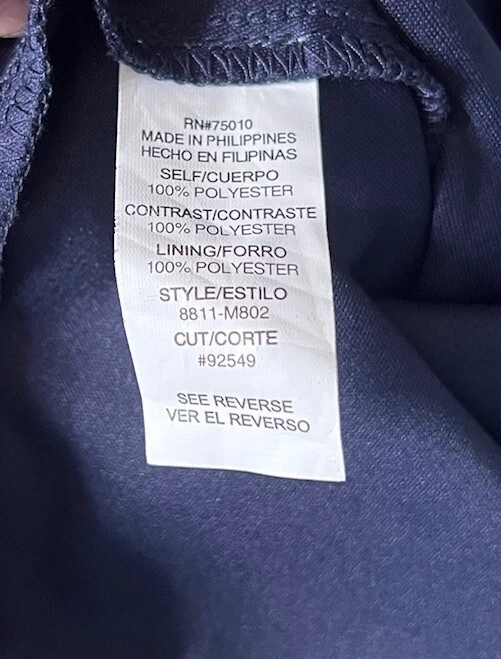 RN#75010
MADE IN PHILIPPINES
HECHO EN FILIPINAS
SELF/CUERPO
100% POLYESTER
CONTRAST/CONTRASTE
100% POLYESTER
LINING/FORRO
100% POLYESTER
STYLE/ESTILO
8811-M802
CUT/CORTE
#92549
SEE REVERSE
VER EL REVERSO